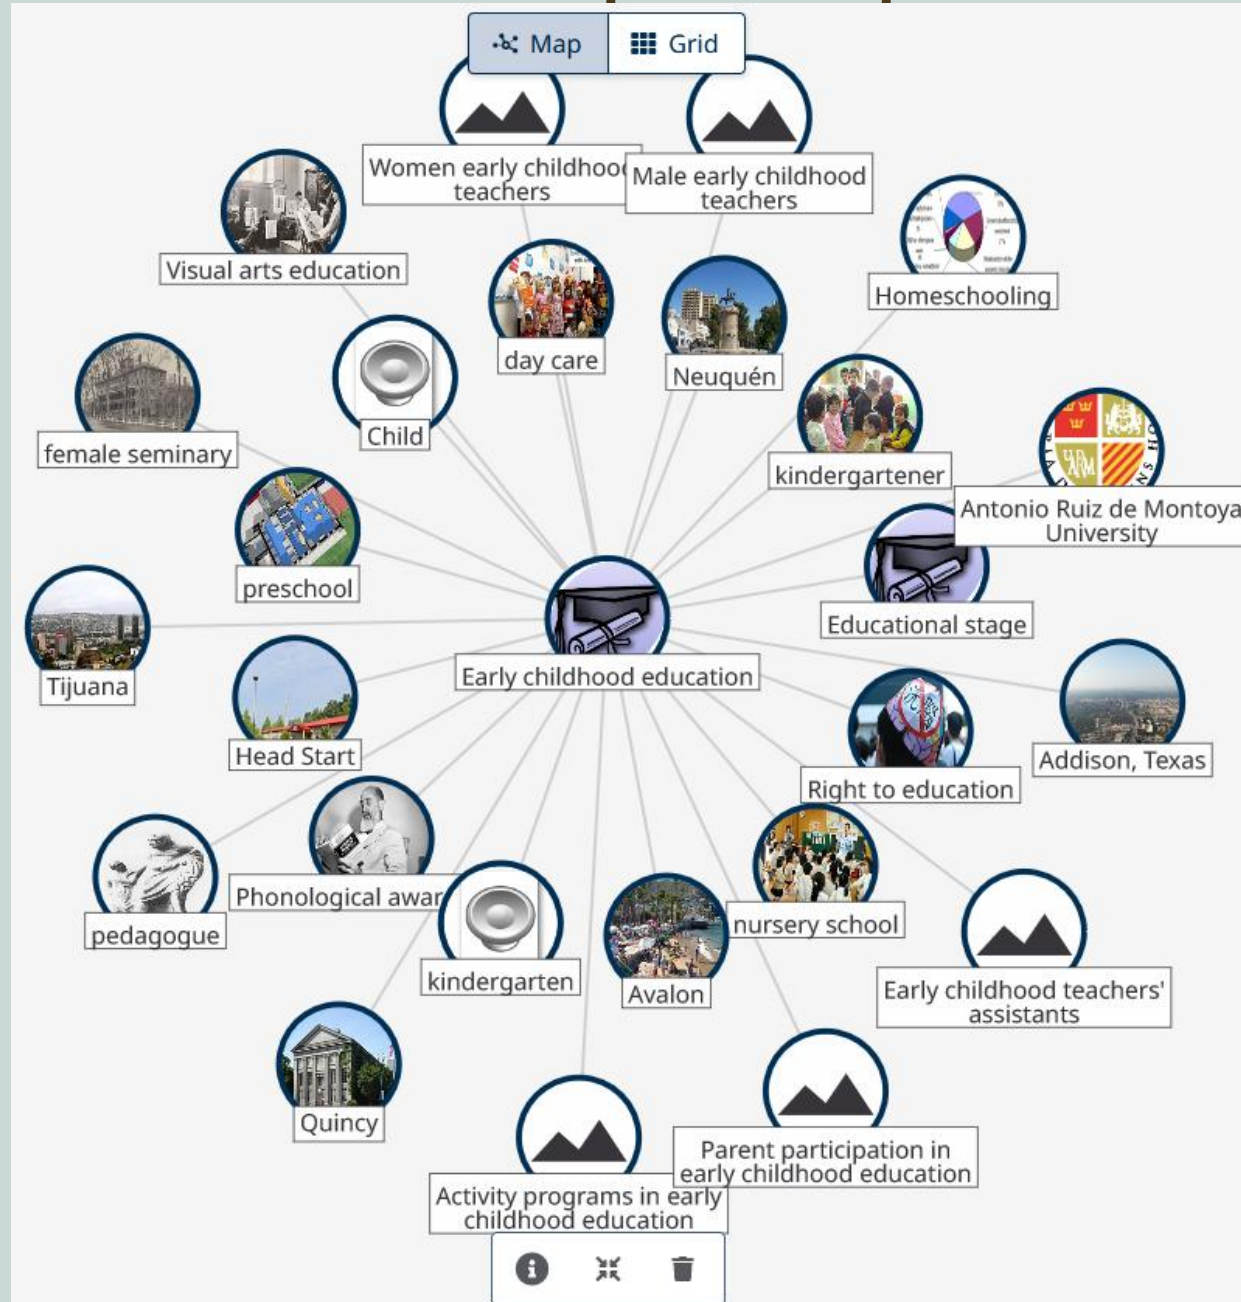 Map
Grid
Women early childhood
teachers
Male early childhood
teachers
Visual arts education
Homeschooling
day care
Neuquén
Child
female seminary
kindergartener
Antonio Ruiz de Montoya
University
preschool
Educational stage
Early childhood education
Tijuana
Head Start
Right to education
Addison, Texas
Phonological awar
pedagogue
nursery school
kindergarten
Avalon
Early childhood teachers'
assistants
Quincy
Parent participation in
early childhood education
Activity programs in early
childhood education